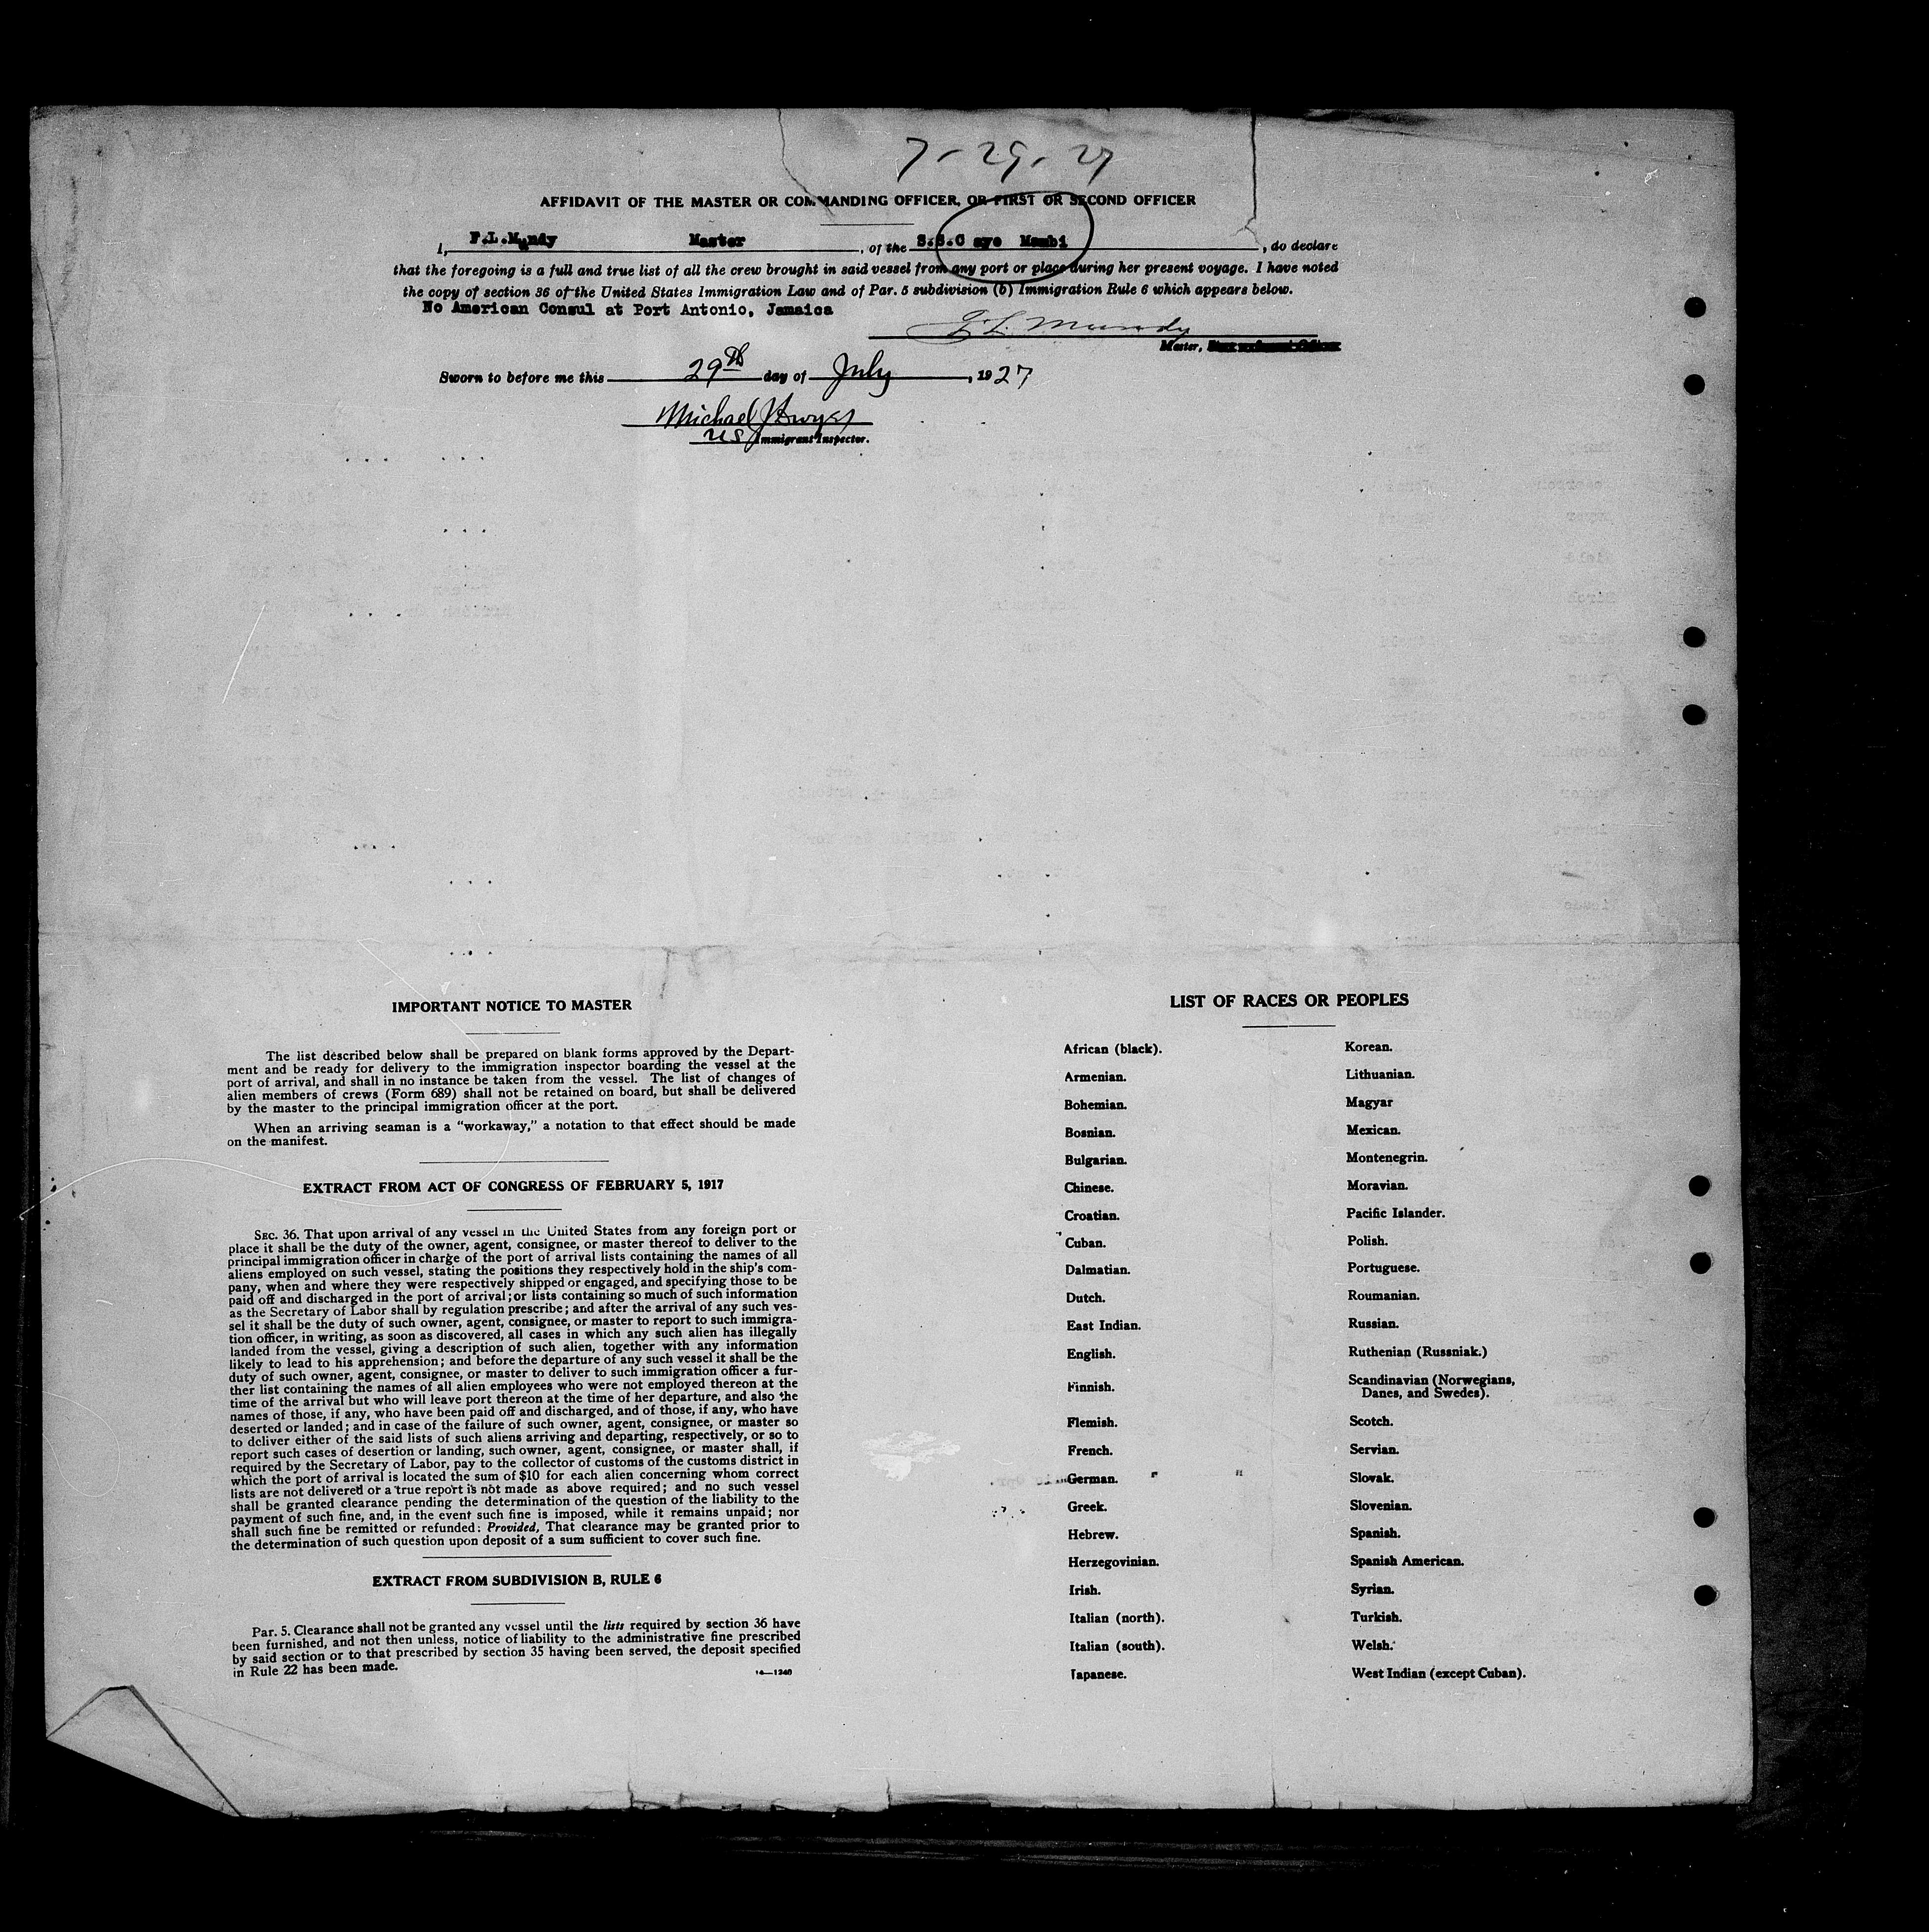 7-29-27
AFFIDAVIT OF THE MASTER OR COMMANDING OFFICER, OR FIRST OR SECOND OFFICER
I, F.L.Mundy Master, of the S.S.C aye Mambi, do declare
that the foregoing is a full and true list of all the crew brought in said vessel from any port or place during her present voyage. I have noted
the copy of section 36 of the United States Immigration Law and of Par. 5 subdivision (b) Immigration Rule 6 which appears below.
No American Consul at Port Antonio, Jamaica
F.L. Mundy
Master,
Sworn to before me this 29th day of July, 1927
Michael J
US Immigrant Inspector.
IMPORTANT NOTICE TO MASTER
The list described below shall be prepared on blank forms approved by the Depart-
ment and be ready for delivery to the immigration inspector boarding the vessel at the
port of arrival, and shall in no instance be taken from the vessel. The list of changes of
alien members of crews (Form 689) shall not be retained on board, but shall be delivered
by the master to the principal immigration officer at the port.
When an arriving seaman is a “workaway,” a notation to that effect should be made
on the manifest.
EXTRACT FROM ACT OF CONGRESS OF FEBRUARY 5, 1917
SEC. 36. That upon arrival of any vessel in the United States from any foreign port or
place it shall be the duty of the owner, agent, consignee, or master thereof to deliver to the
principal immigration officer in charge of the port of arrival lists containing the names of all
aliens employed on such vessel, stating the positions they respectively hold in the ship's com-
pany, when and where they were respectively shipped or engaged, and specifying those to be
paid off and discharged in the port of arrival; or lists containing so much of such information
as the Secretary of Labor shall by regulation prescribe; and after the arrival of any such ves-
sel it shall be the duty of such owner, agent, consignee, or master to report to such immigra-
tion officer, in writing, as soon as discovered, all cases in which any such alien has illegally
landed from the vessel, giving a description of such alien, together with any information
likely to lead to his apprehension; and before the departure of any such vessel it shall be the
duty of such owner, agent, consignee, or master to deliver to such immigration officer a fur-
ther list containing the names of all alien employees who were not employed thereon at the
time of the arrival but who will leave port thereon at the time of her departure, and also the
names of those, if any, who have been paid off and discharged, and of those, if any, who have
deserted or landed; and in case of the failure of such owner, agent, consignee, or master so
to deliver either of the said lists of such aliens arriving and departing, respectively, or so to
report such cases of desertion or landing, such owner, agent, consignee, or master shall, if
required by the Secretary of Labor, pay to the collector of customs of the customs district in
which the port of arrival is located the sum of $10 for each alien concerning whom correct
lists are not delivered or a true report is not made as above required; and no such vessel
shall be granted clearance pending the determination of the question of the liability to the
payment of such fine, and, in the event such fine is imposed, while it remains unpaid; nor
shall such fine be remitted or refunded: Provided, That clearance may be granted prior to
the determination of such question upon deposit of a sum sufficient to cover such fine.
EXTRACT FROM SUBDIVISION B, RULE 6
Par. 5. Clearance shall not be granted any vessel until the lists required by section 36 have
been furnished, and not then unless, notice of liability to the administrative fine prescribed
by said section or to that prescribed by section 35 having been served, the deposit specified
in Rule 22 has been made.
14—1240
LIST OF RACES OR PEOPLES
African (black).
Armenian.
Bohemian.
Bosnian.
Bulgarian.
Chinese.
Croatian.
Cuban.
Dalmatian.
Dutch.
East Indian.
English.
Finnish.
Flemish.
French.
German.
Greek.
Hebrew.
Herzegovinian.
Irish.
Italian (north).
Italian (south).
Japanese.
Korean.
Lithuanian.
Magyar
Mexican.
Montenegrin.
Moravian.
Pacific Islander.
Polish.
Portuguese.
Roumanian.
Russian.
Ruthenian (Russniak.)
Scandinavian (Norwegians,
Danes, and Swedes).
Scotch.
Servian.
Slovak.
Slovenian.
Spanish.
Spanish American.
Syrian.
Turkish.
Welsh.
West Indian (except Cuban).